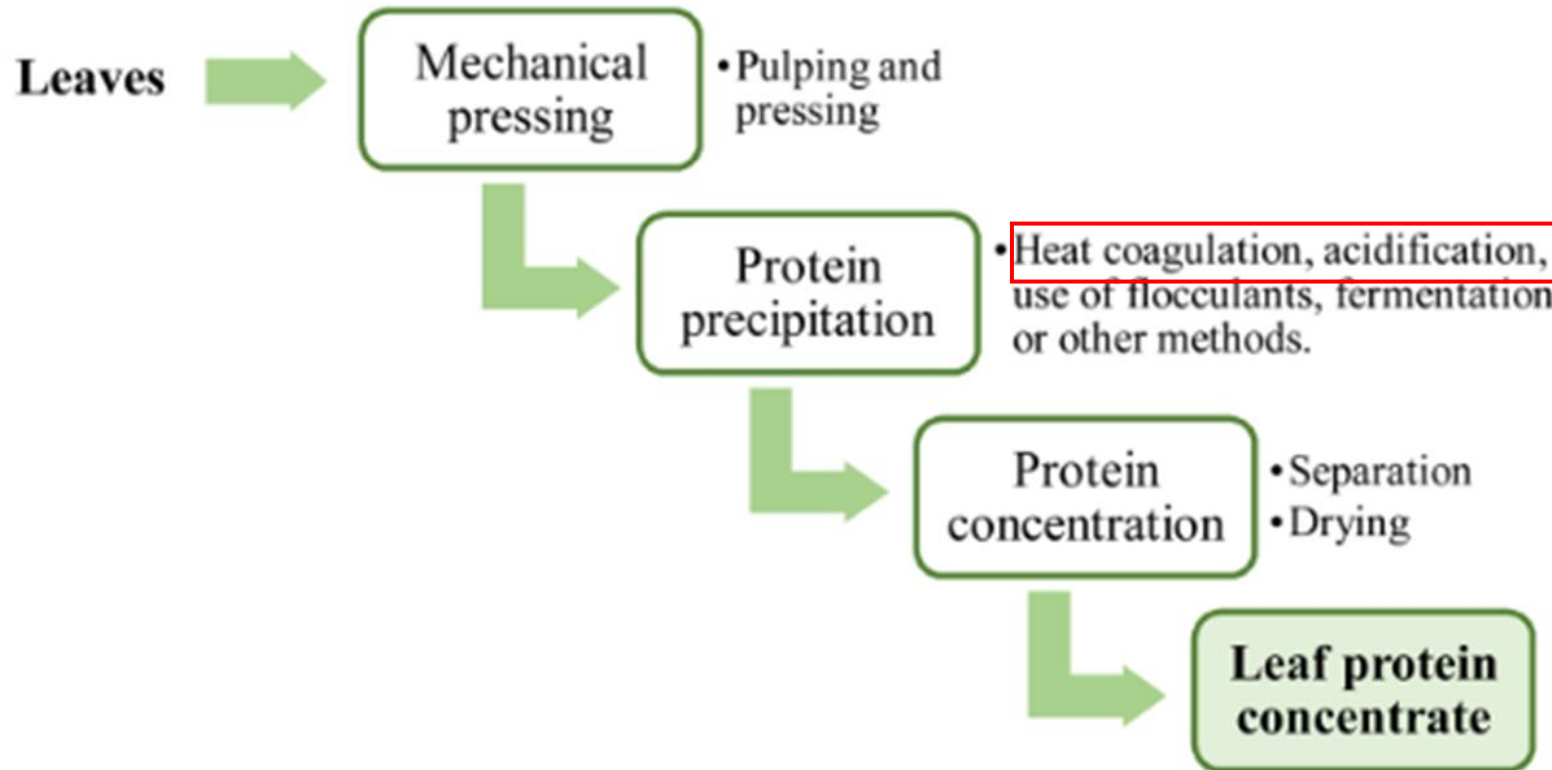 Leaves
Mechanical
pressing
•Pulping and
pressing
Protein
precipitation
•Heat coagulation, acidification,
use of flocculants, fermentation
or other methods.
Protein
concentration
•Separation
•Drying
Leaf protein
concentrate